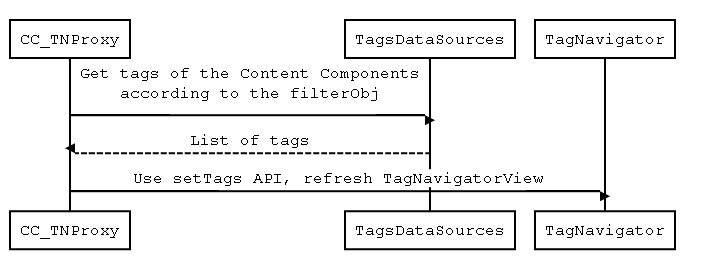 CC_TNProxy
TagsDataSources
TagNavigator
Get tags of the Content Components
according to the filterObj
List of tags
Use setTags API, refresh TagNavigatorView
CC_TNProxy
TagsDataSources
TagNavigator